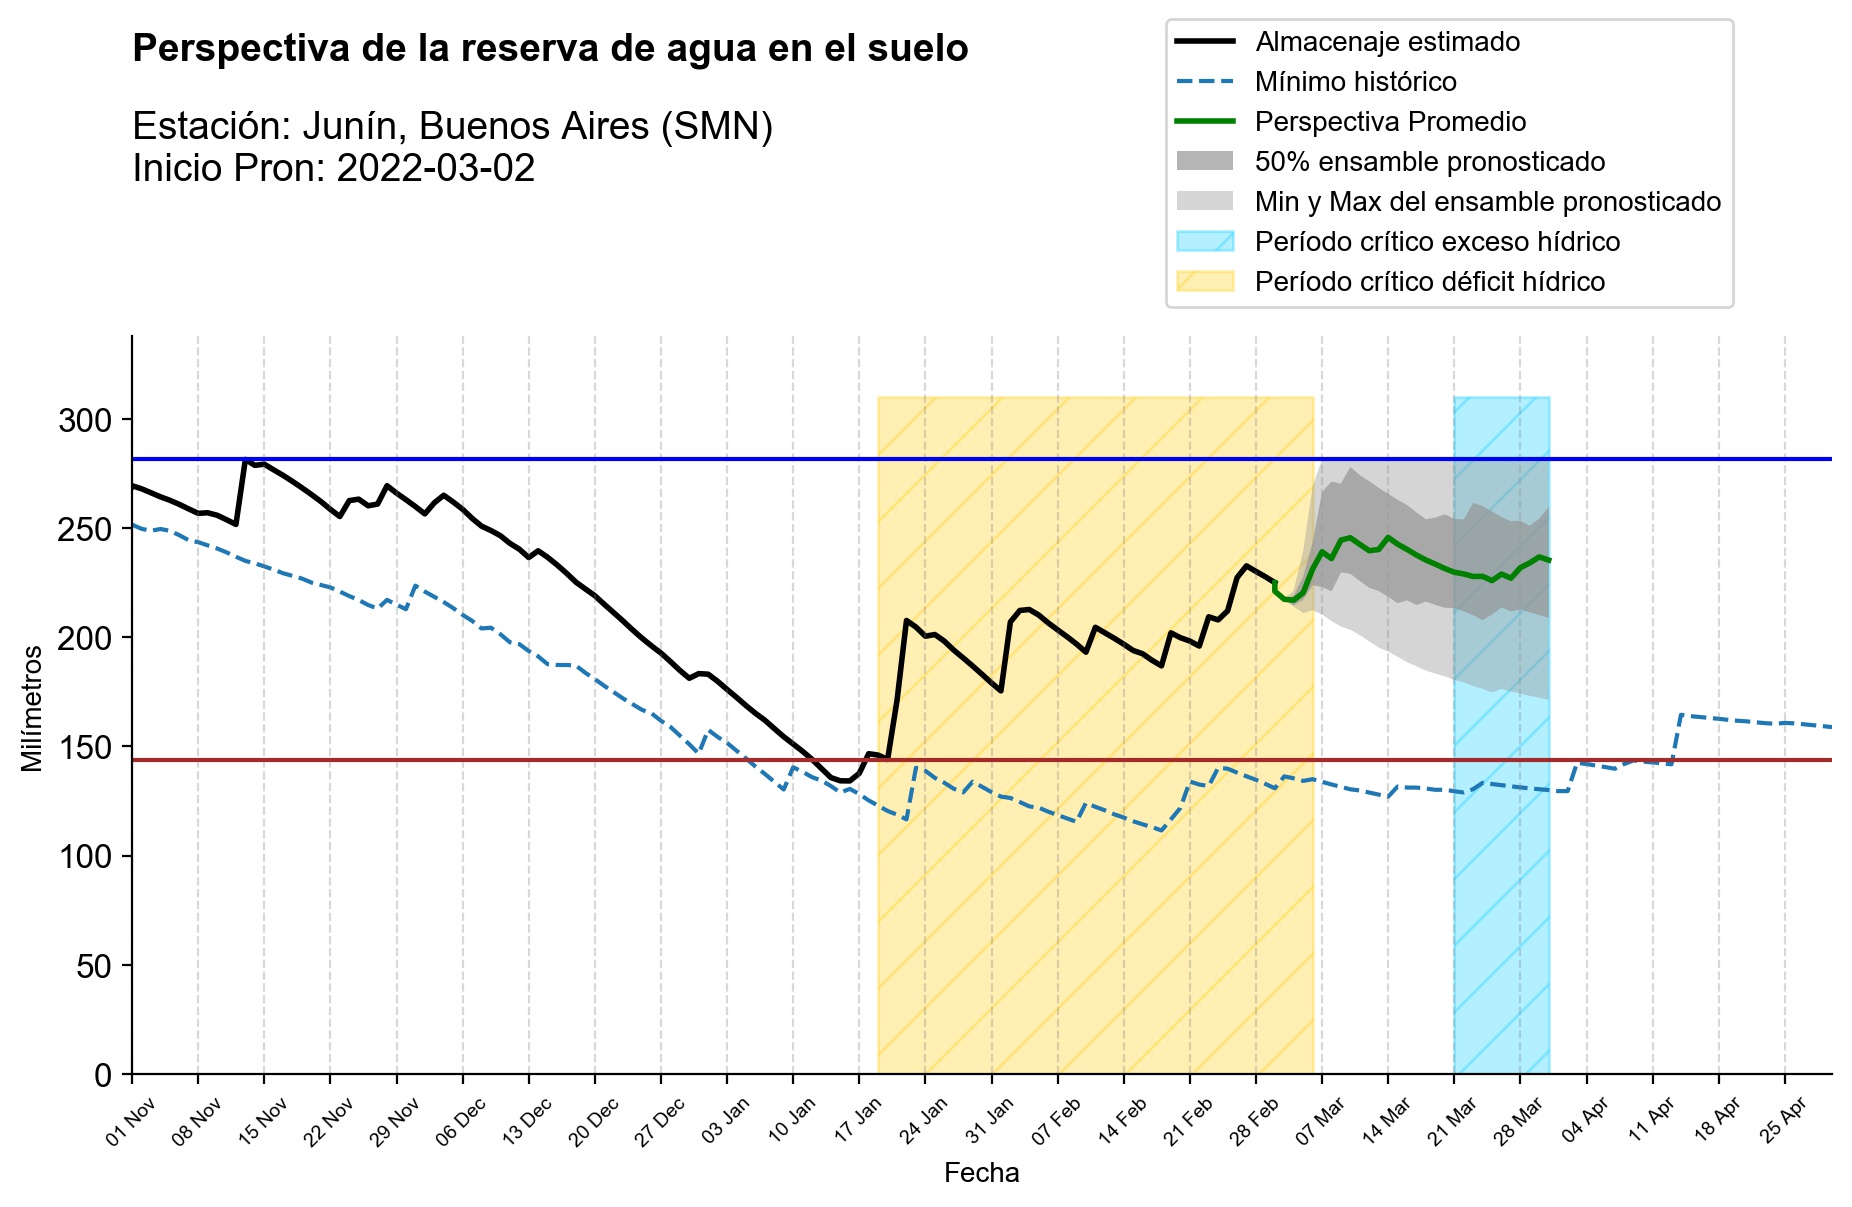 Perspectiva de la reserva de agua en el suelo
Estación: Junín, Buenos Aires (SMN)
Inicio Pron: 2022-03-02
Almacenaje estimado
Mínimo histórico
Perspectiva Promedio
50% ensamble pronosticado
Min y Max del ensamble pronosticado
Período crítico exceso hídrico
Período crítico déficit hídrico
Milímetros
300
250
200
150
100
50
0
01 Nov
08 Nov
15 Nov
22 Nov
29 Nov
06 Dec
13 Dec
20 Dec
27 Dec
03 Jan
10 Jan
17 Jan
24 Jan
31 Jan
07 Feb
14 Feb
21 Feb
28 Feb
07 Mar
14 Mar
21 Mar
28 Mar
04 Apr
11 Apr
18 Apr
25 Apr
Fecha